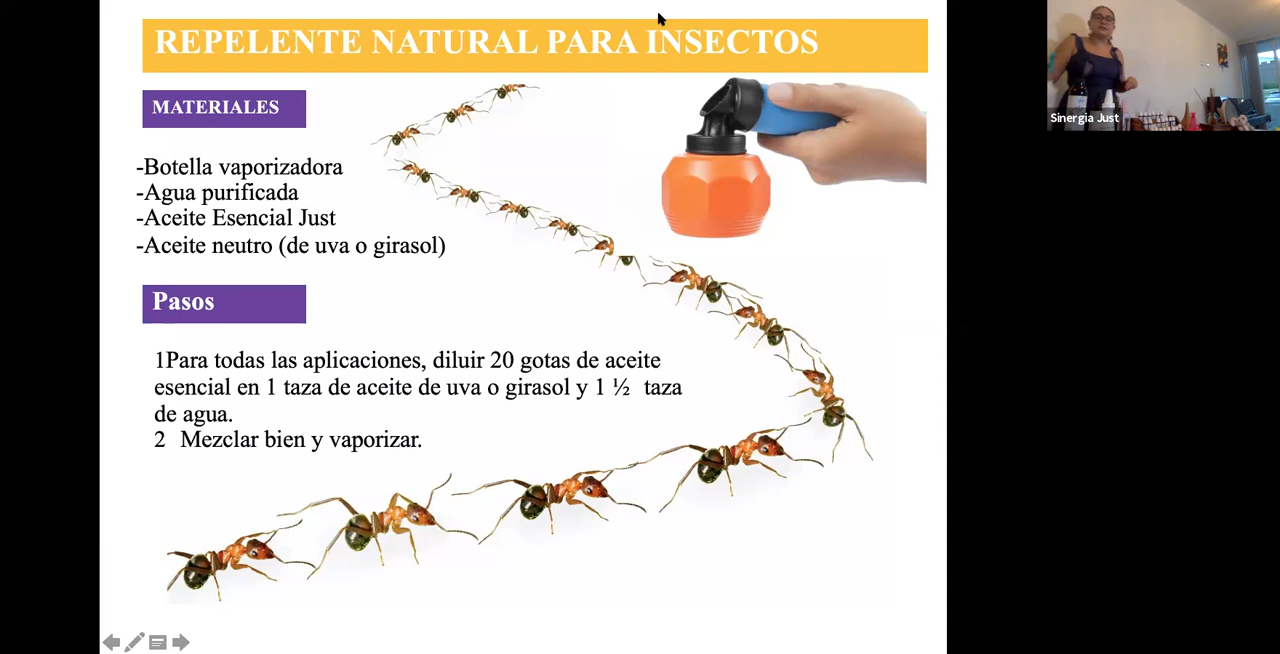 REPELENTE NATURAL PARA INSECTOS
MATERIALES
-Botella vaporizadora
-Agua purificada
-Aceite Esencial Just
-Aceite neutro (de uva o girasol)
Pasos
1Para todas las aplicaciones, diluir 20 gotas de aceite
esencial en 1 taza de aceite de uva o girasol y 1 ½ taza
de agua.
2 Mezclar bien y vaporizar.
Sinergia Just